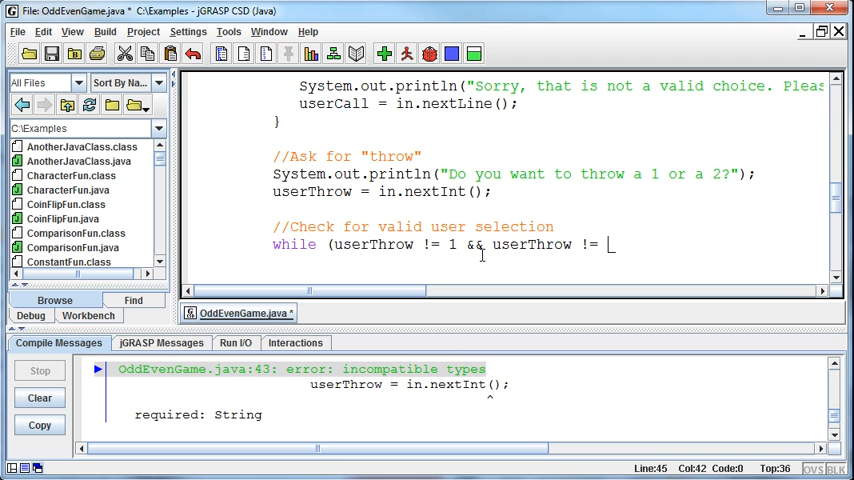 File: OddEvenGame.java * C:\Examples - jGRASP CSD (Java)
File Edit View Build Project Settings Tools Window Help
All Files Sort By Na...
C:\Examples
AnotherJavaClass.class
AnotherJavaClass.java
CharacterFun.class
CharacterFun.java
CoinFlipFun.class
CoinFlipFun.java
ComparisonFun.class
ComparisonFun.java
ConstantFun.class
Browse Find
Debug Workbench
System.out.println("Sorry, that is not a valid choice. Pleas
userCall = in.nextLine();
}
//Ask for "throw"
System.out.println("Do you want to throw a 1 or a 2?");
userThrow = in.nextInt();
//Check for valid user selection
while (userThrow != 1 && userThrow !=
OddEvenGame.java *
Compile Messages jGRASP Messages Run I/O Interactions
Stop
Clear
Copy
OddEvenGame.java:43: error: incompatible types
userThrow = in.nextInt();
^
required: String
Line:45 Col:42 Code:0 Top:36 OVS BLK